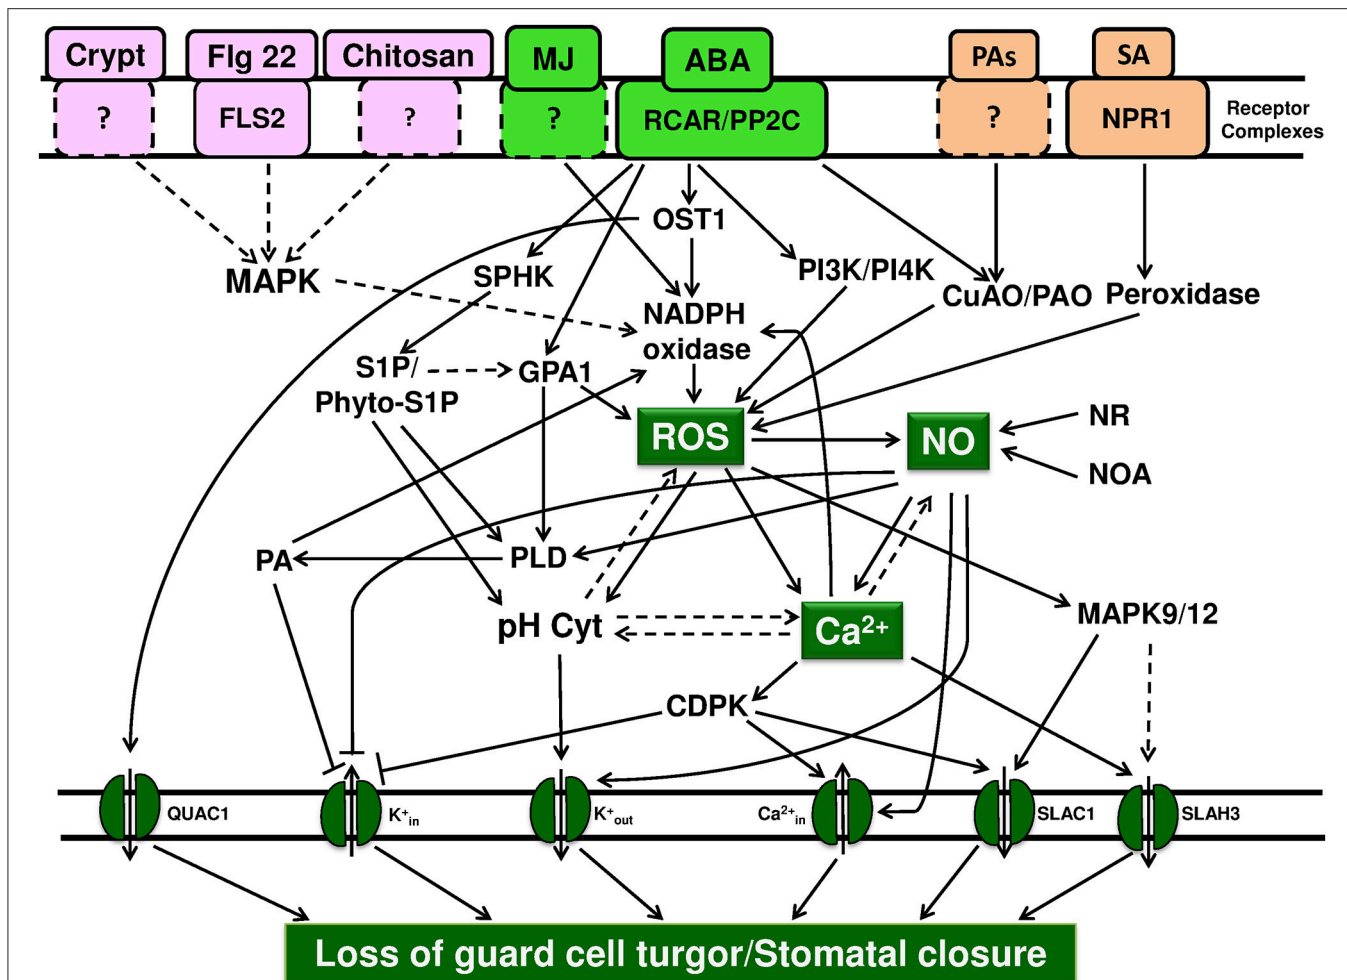 Crypt
Flg 22
Chitosan
MJ
ABA
PAs
SA
?
FLS2
?
?
RCAR/PP2C
?
NPR1
Receptor
Complexes
OST1
SPHK
PI3K/PI4K
MAPK
CuAO/PAO
Peroxidase
NADPH
oxidase
S1P/
Phyto-S1P
GPA1
ROS
NO
NR
NOA
PA
PLD
pH Cyt
Ca²⁺
MAPK9/12
CDPK
QUAC1
K⁺in
K⁺out
Ca²⁺in
SLAC1
SLAH3
Loss of guard cell turgor/Stomatal closure